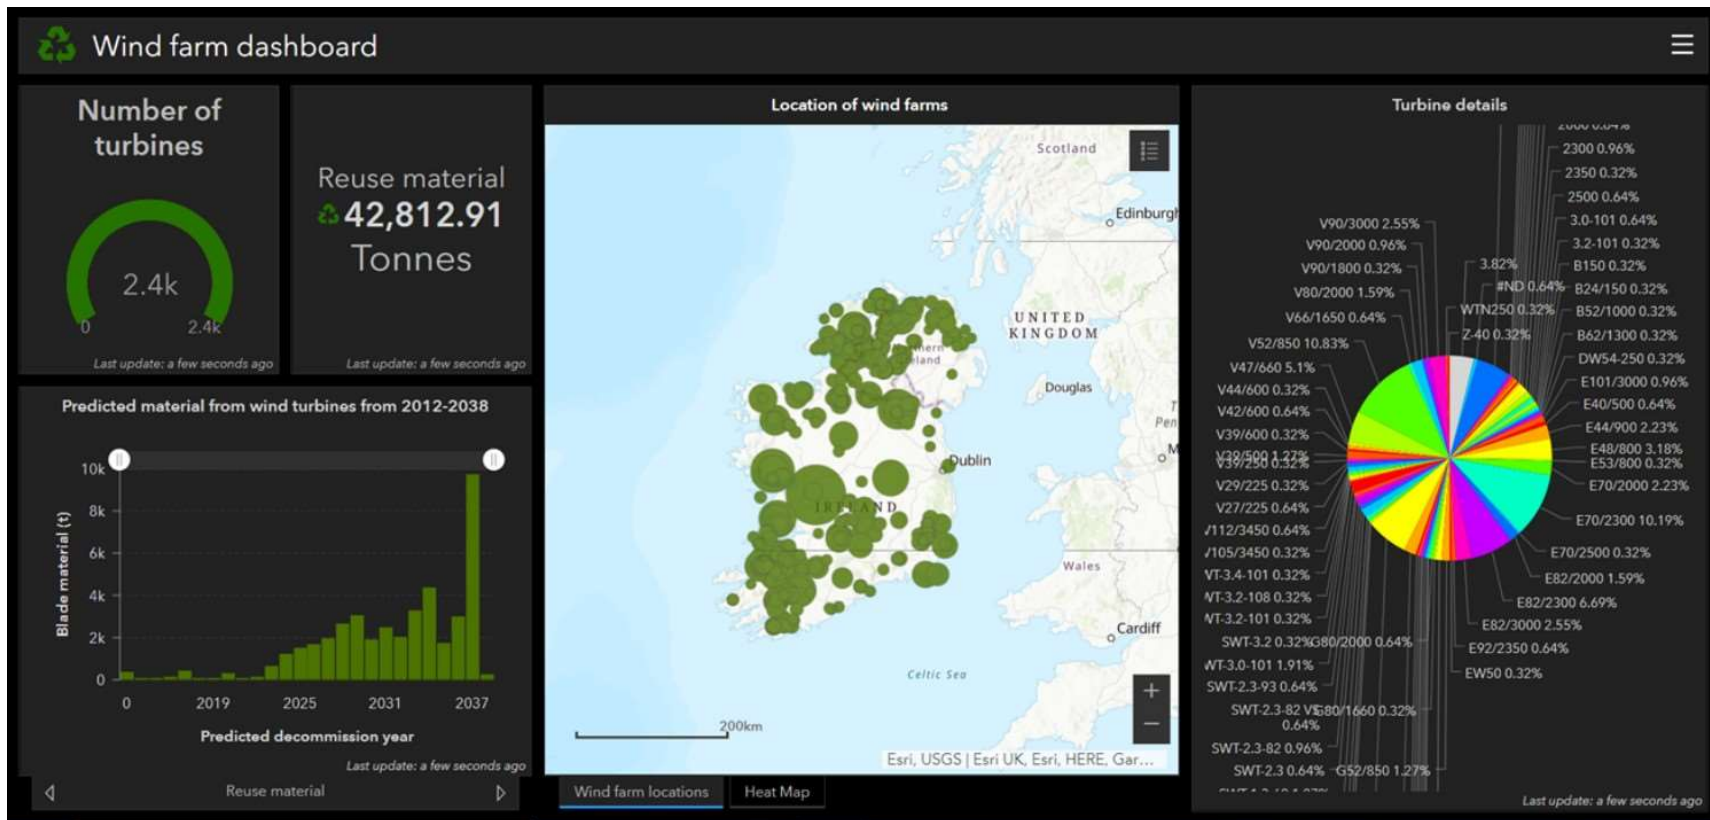 Wind farm dashboard
Number of
turbines
2.4k
0
2.4k
Last update: a few seconds ago
Reuse material
42,812.91
Tonnes
Last update: a few seconds ago
Predicted material from wind turbines from 2012-2038
Blade material (t)
10k
8k
6k
4k
2k
0
0
2019
2025
2031
2037
Predicted decommission year
Last update: a few seconds ago
Reuse material
Location of wind farms
Scotland
Edinburgh
UNITED
KINGDOM
Douglas
Dublin
IRELAND
Wales
Cardiff
Celtic Sea
200km
Esri, USGS | Esri UK, Esri, HERE, Gar...
Wind farm locations
Heat Map
Turbine details
2300 0.96%
2350 0.32%
2500 0.64%
3.0-101 0.64%
3.2-101 0.32%
B150 0.32%
B24/150 0.32%
B52/1000 0.32%
B62/1300 0.32%
DW54-250 0.32%
E101/3000 0.96%
E40/500 0.64%
E44/900 2.23%
E48/800 3.18%
E53/800 0.32%
E70/2000 2.23%
E70/2300 10.19%
E70/2500 0.32%
E82/2000 1.59%
E82/2300 6.69%
E82/3000 2.55%
E92/2350 0.64%
EW50 0.32%
3.82%
#ND 0.64%
WTN250 0.32%
Z-40 0.32%
V90/3000 2.55%
V90/2000 0.96%
V90/1800 0.32%
V80/2000 1.59%
V66/1650 0.64%
V52/850 10.83%
V47/660 5.1%
V44/600 0.32%
V42/600 0.64%
V39/600 0.32%
V39/500 1.27%
V39/250 0.32%
V29/225 0.32%
V27/225 0.64%
/112/3450 0.64%
/105/3450 0.32%
VT-3.4-101 0.32%
VT-3.2-108 0.32%
VT-3.2-101 0.32%
SWT-3.2 0.32%
G80/2000 0.64%
VT-3.0-101 1.91%
SWT-2.3-93 0.64%
SWT-2.3-82 VS
0.64%
G80/1660 0.32%
SWT-2.3-82 0.96%
SWT-2.3 0.64%
G52/850 1.27%
Last update: a few seconds ago